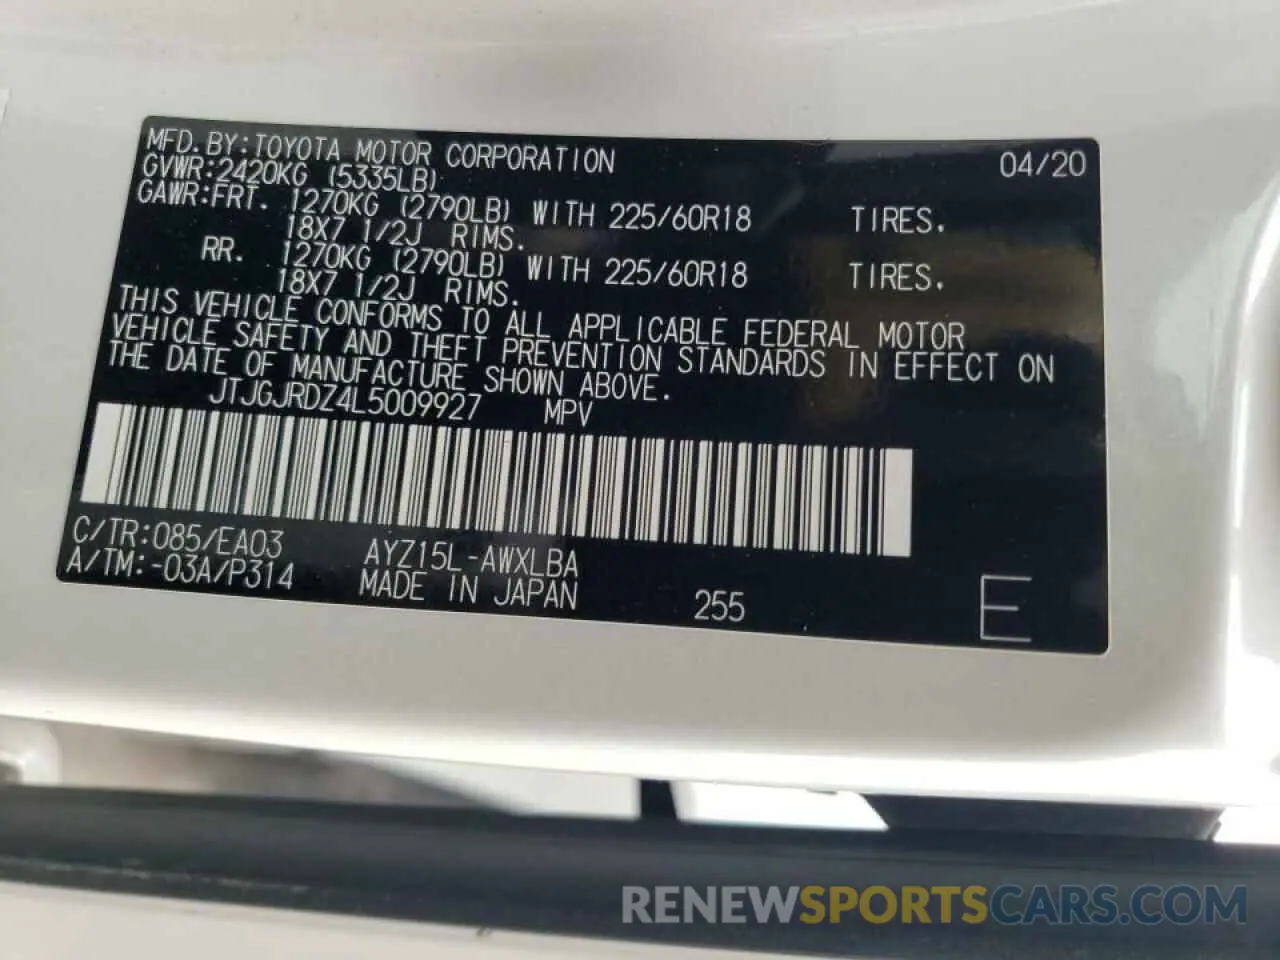 MFD. BY:TOYOTA MOTOR CORPORATION 04/20
GVWR:2420KG (5335LB)
GAWR:FRT. 1270KG (2790LB) WITH 225/60R18 TIRES.
18X7 1/2J RIMS.
RR. 1270KG (2790LB) WITH 225/60R18 TIRES.
18X7 1/2J RIMS.
THIS VEHICLE CONFORMS TO ALL APPLICABLE FEDERAL MOTOR
VEHICLE SAFETY AND THEFT PREVENTION STANDARDS IN EFFECT ON
THE DATE OF MANUFACTURE SHOWN ABOVE.
JTJGJRDZ4L5009927 MPV
C/TR:085/EA03 AYZ15L-AWXLBA
A/TM:-03A/P314 MADE IN JAPAN 255 E
RENEWSPORTSCARS.COM